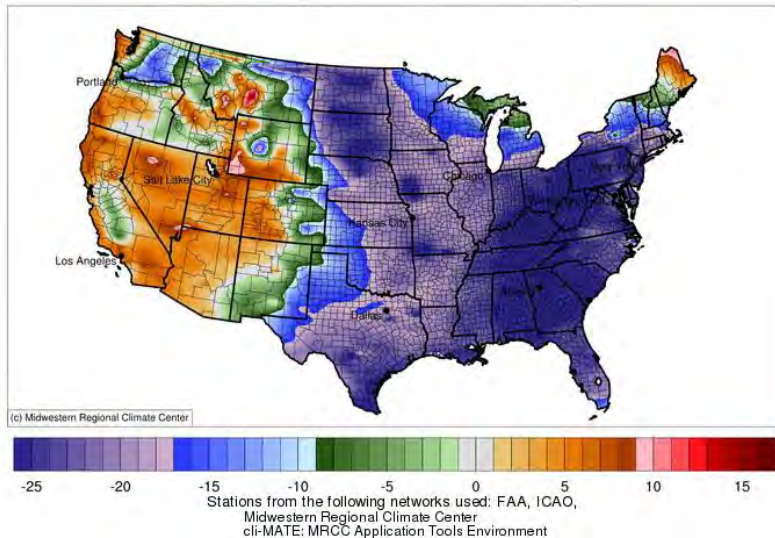 Portland
Salt Lake City
Los Angeles
Chicago
New York
Kansas City
Dallas
(c) Midwestern Regional Climate Center
-25 -20 -15 -10 -5 0 5 10 15
Stations from the following networks used: FAA, ICAO,
Midwestern Regional Climate Center
cli-MATE: MRCC Application Tools Environment